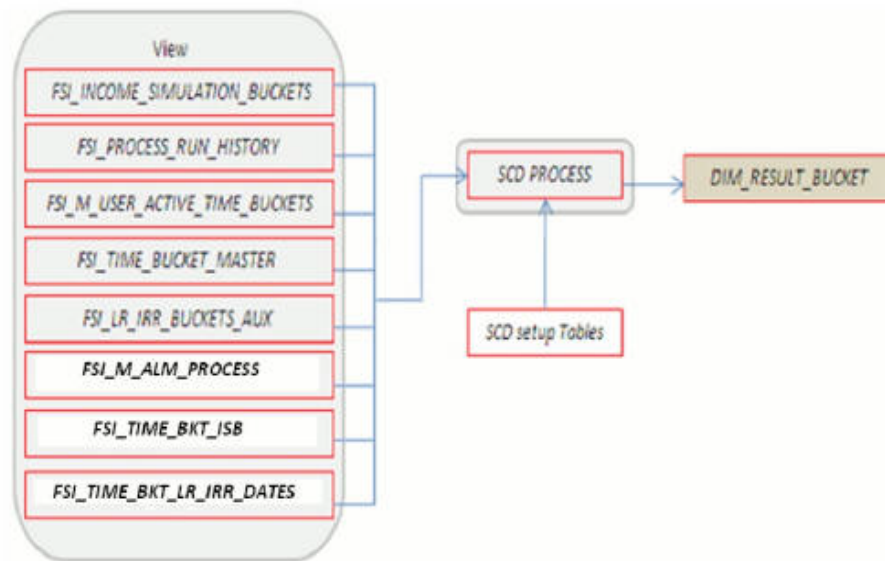 View
FSI_INCOME_SIMULATION_BUCKETS
FSI_PROCESS_RUN_HISTORY
FSI_M_USER_ACTIVE_TIME_BUCKETS
FSI_TIME_BUCKET_MASTER
FSI_LR_IRR_BUCKETS_AUX
FSI_M_ALM_PROCESS
FSI_TIME_BKT_ISB
FSI_TIME_BKT_LR_IRR_DATES
SCD PROCESS
SCD setup Tables
DIM_RESULT_BUCKET